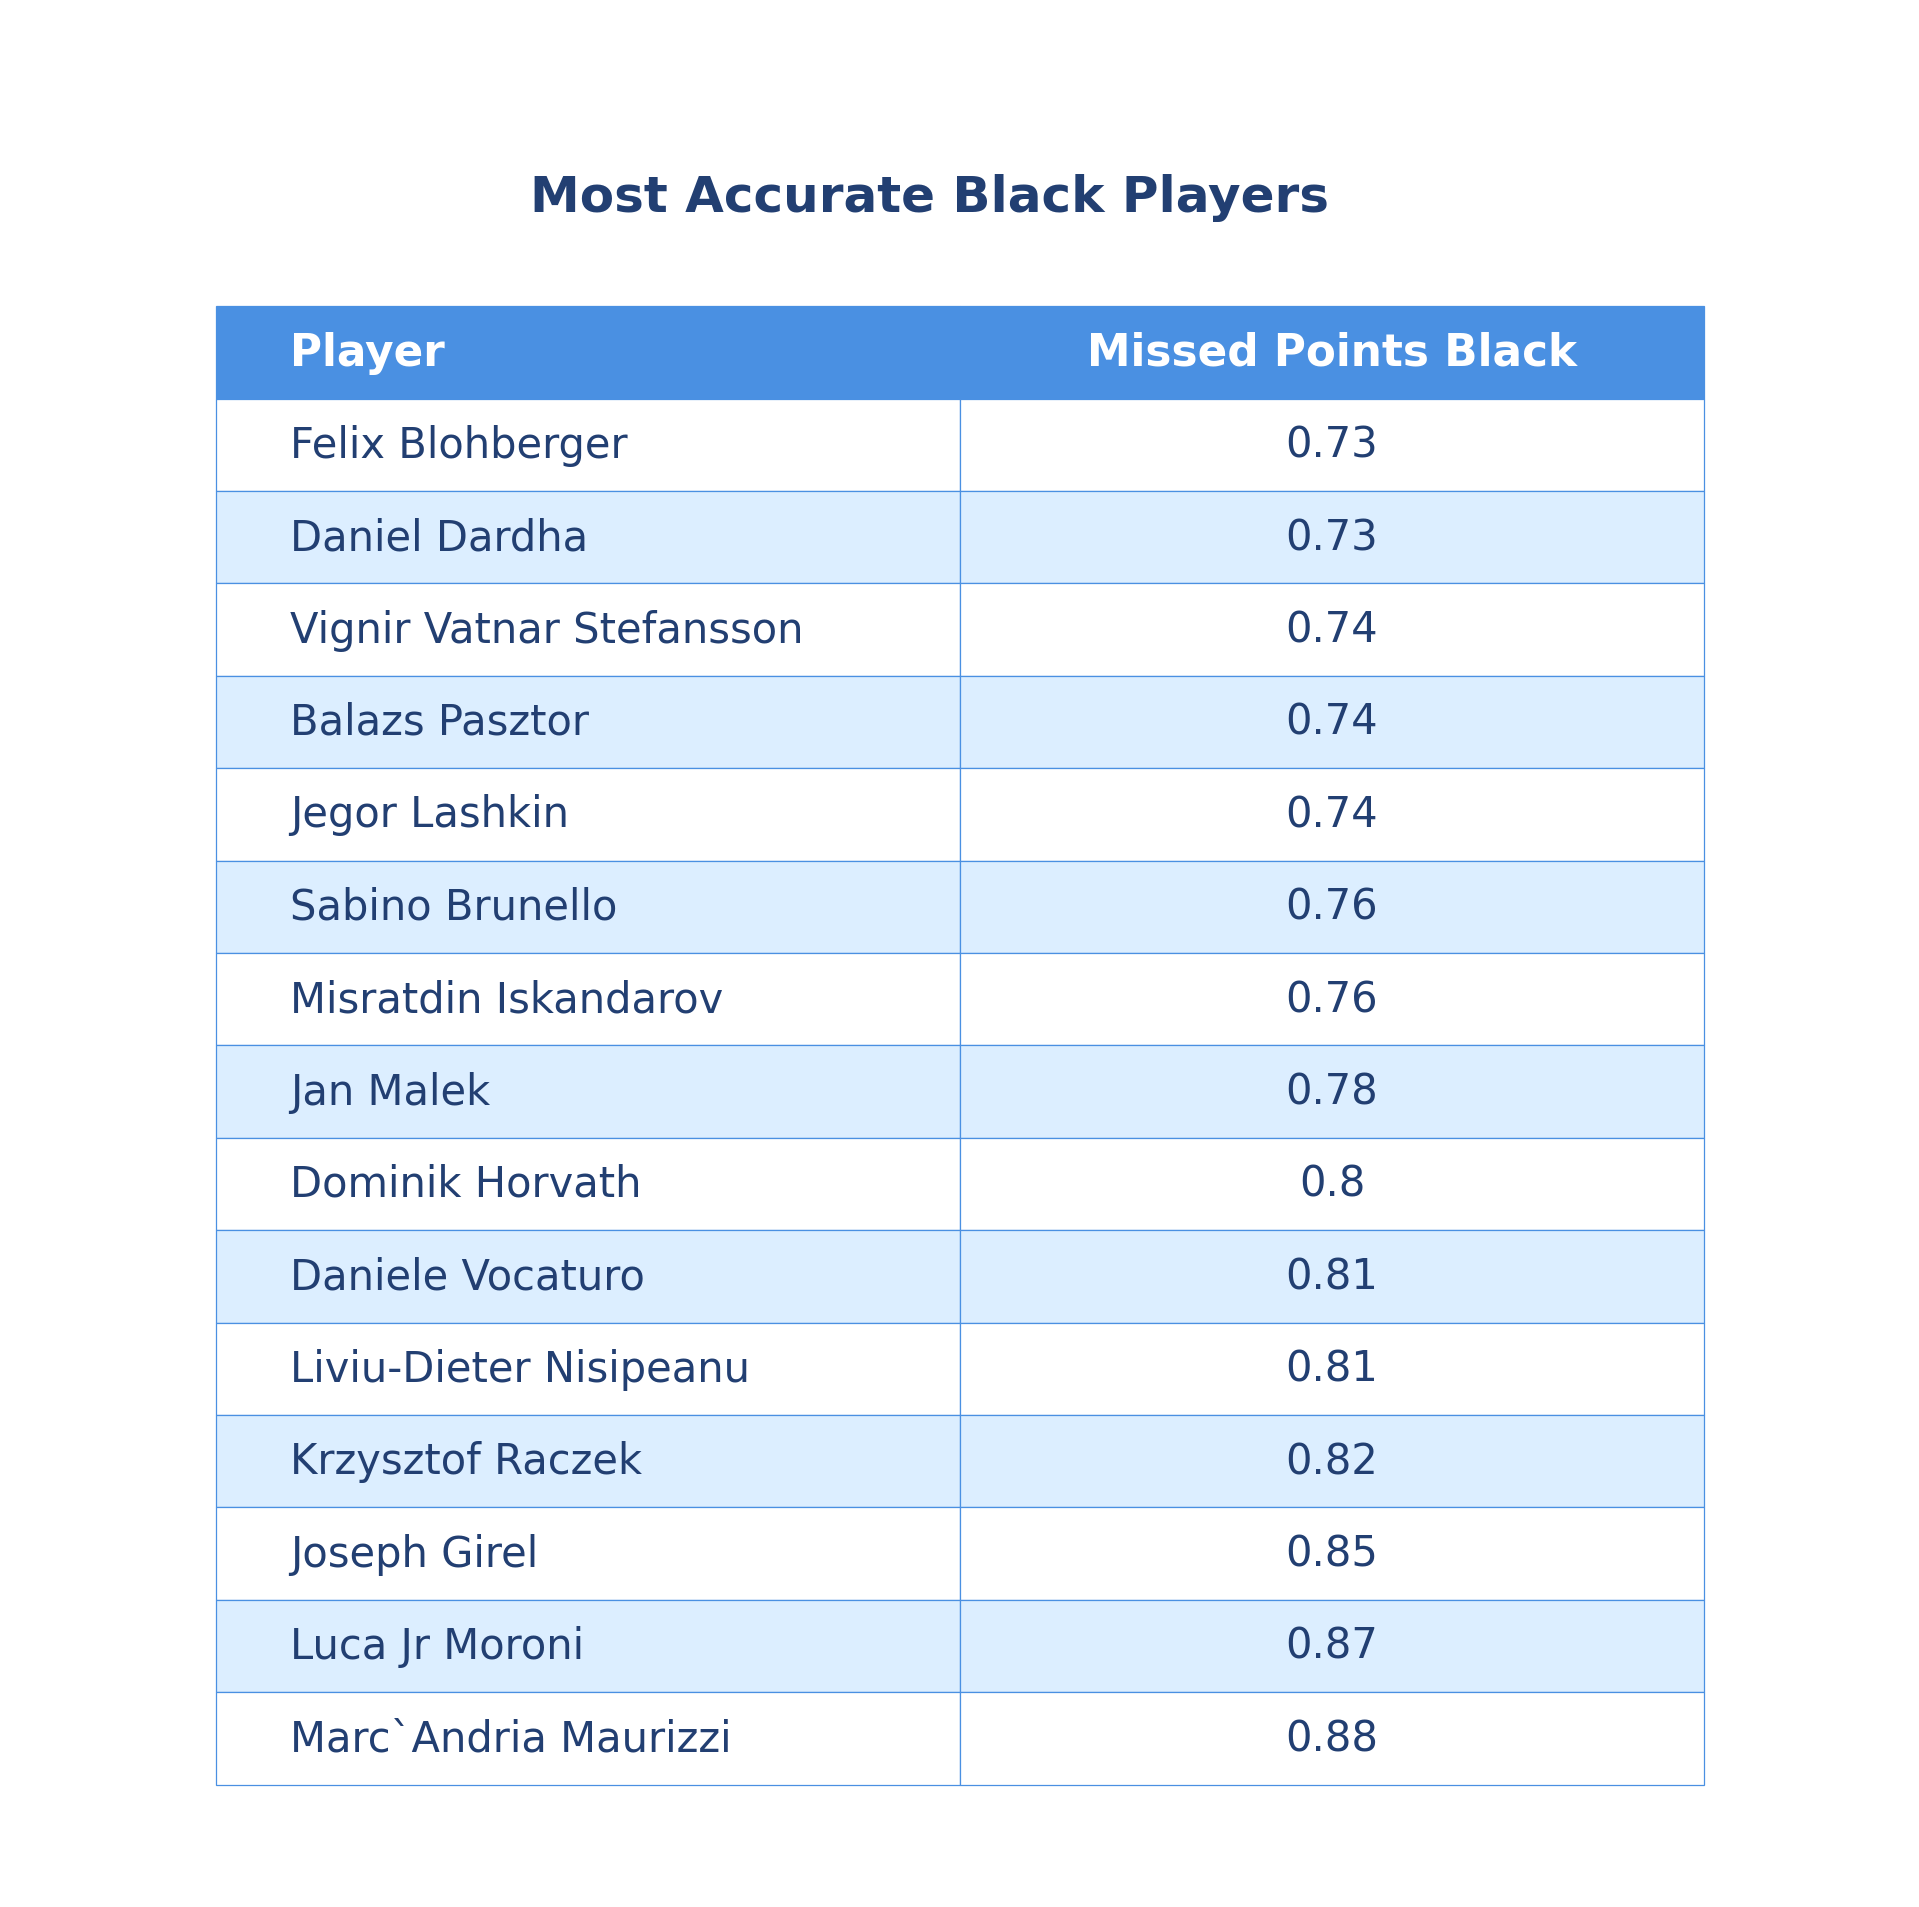 Most Accurate Black Players
Player Missed Points Black
Felix Blohberger 0.73
Daniel Dardha 0.73
Vignir Vatnar Stefansson 0.74
Balazs Pasztor 0.74
Jegor Lashkin 0.74
Sabino Brunello 0.76
Misratdin Iskandarov 0.76
Jan Malek 0.78
Dominik Horvath 0.8
Daniele Vocaturo 0.81
Liviu-Dieter Nisipeanu 0.81
Krzysztof Raczek 0.82
Joseph Girel 0.85
Luca Jr Moroni 0.87
Marc`Andria Maurizzi 0.88